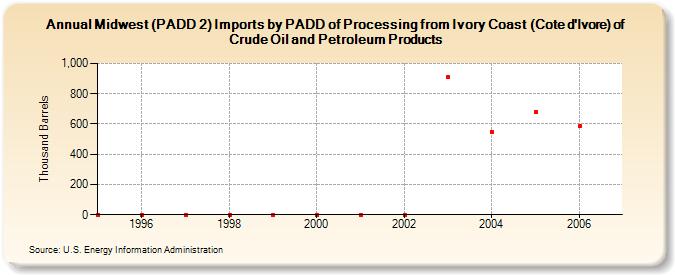 Annual Midwest (PADD 2) Imports by PADD of Processing from Ivory Coast (Cote d'Ivore) of
Crude Oil and Petroleum Products
Thousand Barrels
1,000
800
600
400
200
0
1996 1998 2000 2002 2004 2006
Source: U.S. Energy Information Administration